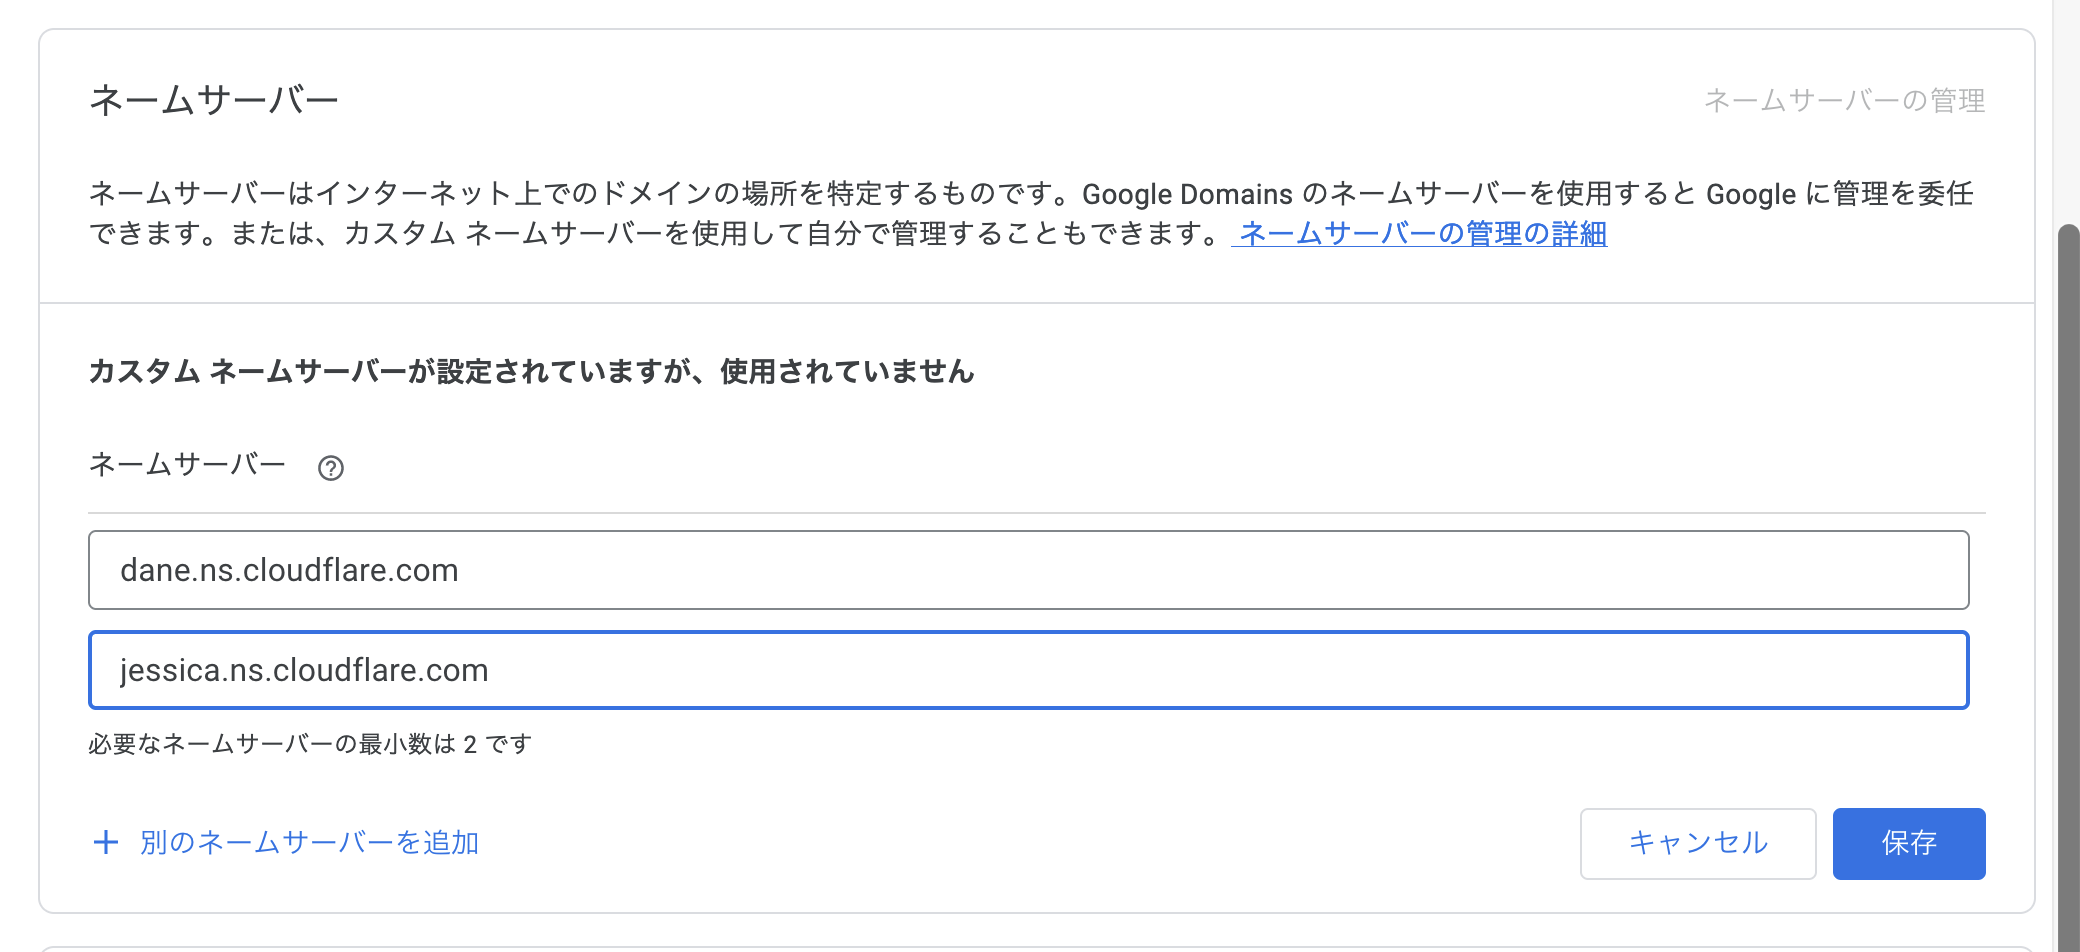 ネームサーバー
ネームサーバーの管理
ネームサーバーはインターネット上でのドメインの場所を特定するものです。Google Domains のネームサーバーを使用すると Google に管理を委任
できます。または、カスタム ネームサーバーを使用して自分で管理することもできます。 ネームサーバーの管理の詳細
カスタム ネームサーバーが設定されていますが、使用されていません
ネームサーバー ?
dane.ns.cloudflare.com
jessica.ns.cloudflare.com
必要なネームサーバーの最小数は 2 です
+ 別のネームサーバーを追加
キャンセル
保存